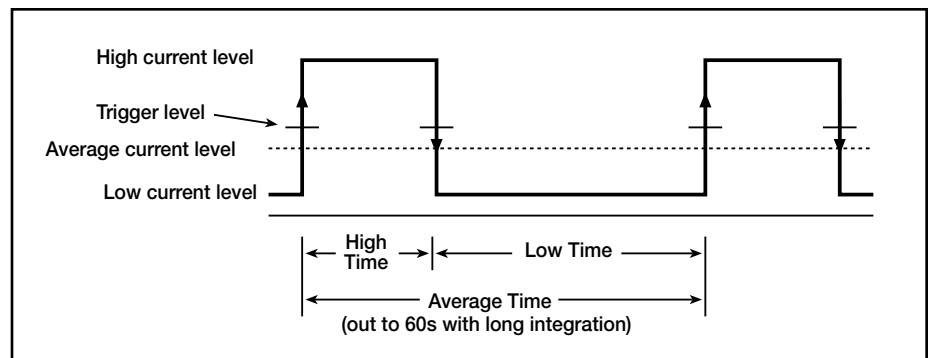 High current level
Trigger level
Average current level
Low current level
High
Time
Low Time
Average Time
(out to 60s with long integration)